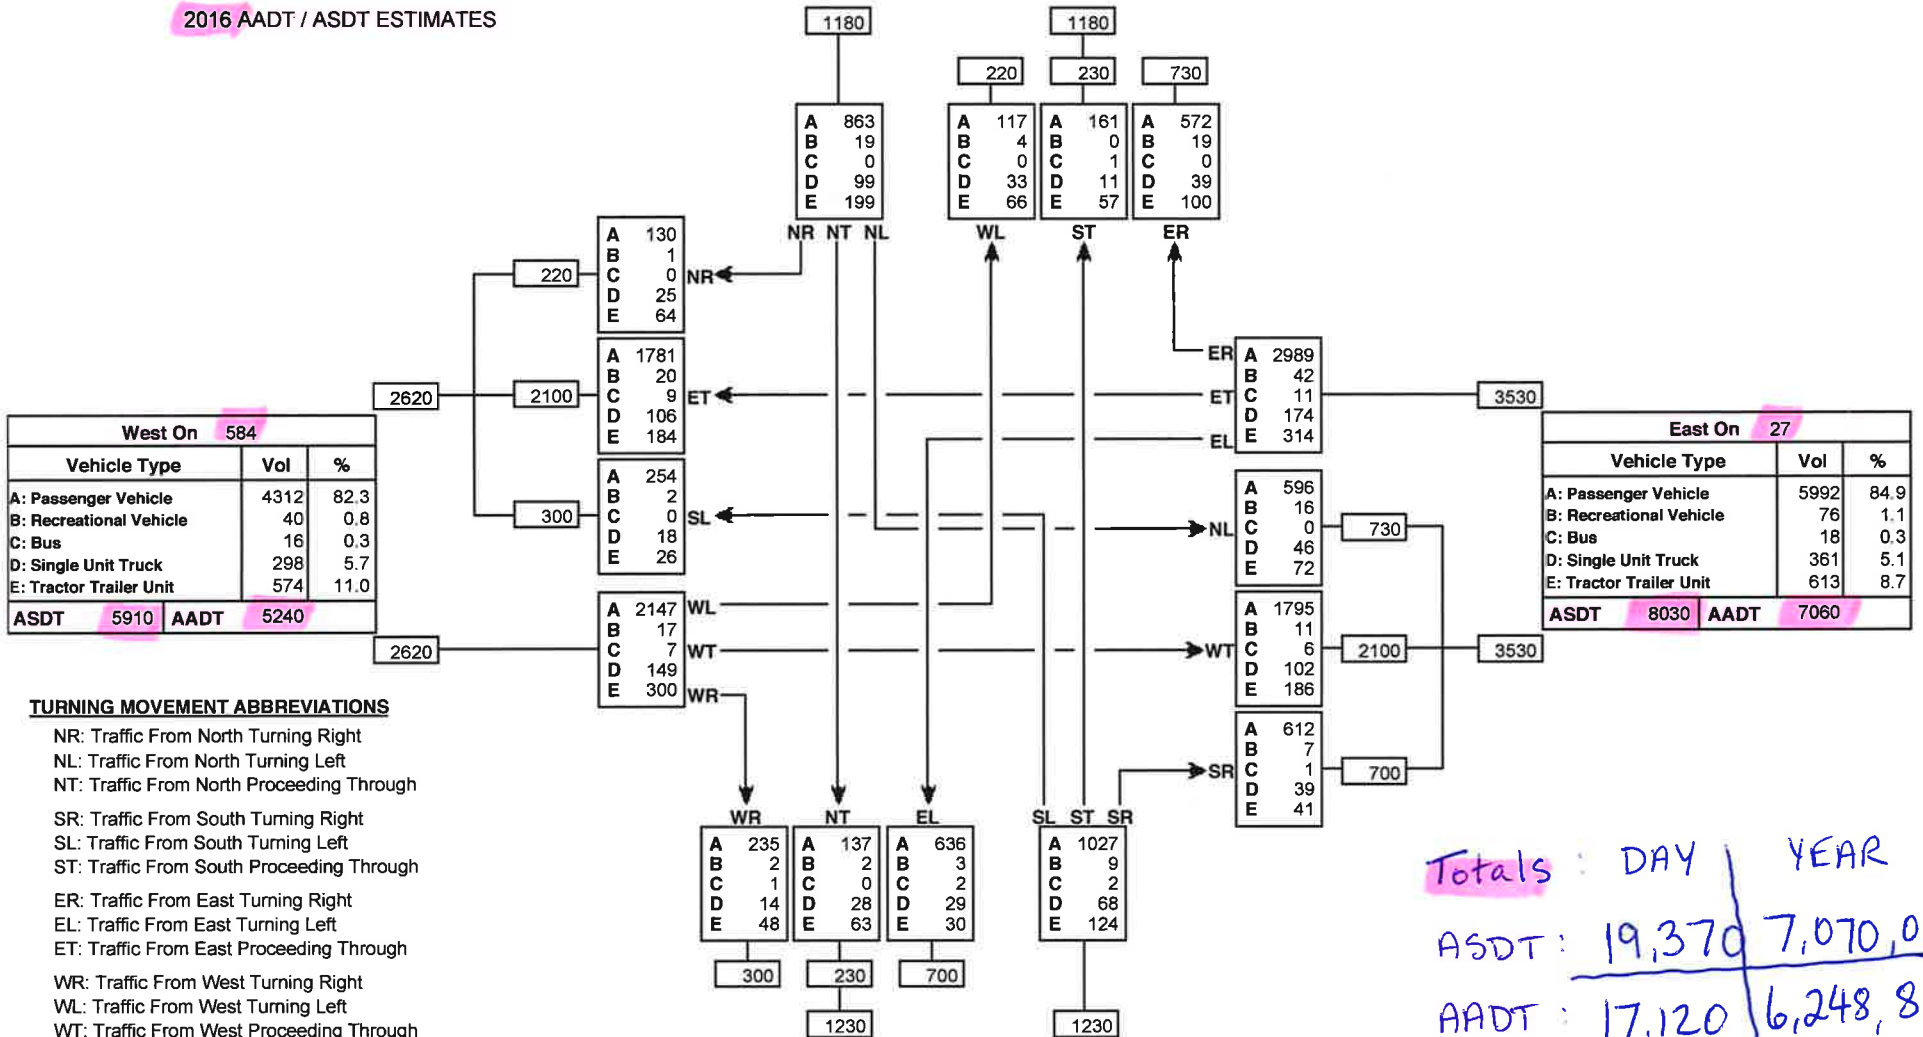 2016 AADT / ASDT ESTIMATES
1180
1180
220
230
730
A 863
B 19
C 0
D 99
E 199
A 117
B 4
C 0
D 33
E 66
A 161
B 0
C 1
D 11
E 57
A 572
B 19
C 0
D 39
E 100
NR NT NL
WL
ST
ER
220
A 130
B 1
C 0
D 25
E 64
NR
2620
2100
A 1781
B 20
C 9
D 106
E 184
ET
300
A 254
B 2
C 0
D 18
E 26
SL
West On 584
Vehicle Type Vol %
A: Passenger Vehicle 4312 82.3
B: Recreational Vehicle 40 0.8
C: Bus 16 0.3
D: Single Unit Truck 298 5.7
E: Tractor Trailer Unit 574 11.0
ASDT 5910 AADT 5240
2620
A 2147
B 17
C 7
D 149
E 300
WL
WT
WR
ER
ET
EL
A 2989
B 42
C 11
D 174
E 314
3530
NL
A 596
B 16
C 0
D 46
E 72
730
WT
A 1795
B 11
C 6
D 102
E 186
2100
3530
SR
A 612
B 7
C 1
D 39
E 41
700
East On 27
Vehicle Type Vol %
A: Passenger Vehicle 5992 84.9
B: Recreational Vehicle 76 1.1
C: Bus 18 0.3
D: Single Unit Truck 361 5.1
E: Tractor Trailer Unit 613 8.7
ASDT 8030 AADT 7060
TURNING MOVEMENT ABBREVIATIONS
NR: Traffic From North Turning Right
NL: Traffic From North Turning Left
NT: Traffic From North Proceeding Through
SR: Traffic From South Turning Right
SL: Traffic From South Turning Left
ST: Traffic From South Proceeding Through
ER: Traffic From East Turning Right
EL: Traffic From East Turning Left
ET: Traffic From East Proceeding Through
WR: Traffic From West Turning Right
WL: Traffic From West Turning Left
WT: Traffic From West Proceeding Through
WR
NT
EL
SL ST SR
A 235
B 2
C 1
D 14
E 48
A 137
B 2
C 0
D 28
E 63
A 636
B 3
C 2
D 29
E 30
A 1027
B 9
C 2
D 68
E 124
300
230
700
1230
1230
Totals : DAY YEAR
ASDT : 19,370 7,070,0
AADT : 17,120 6,248,8